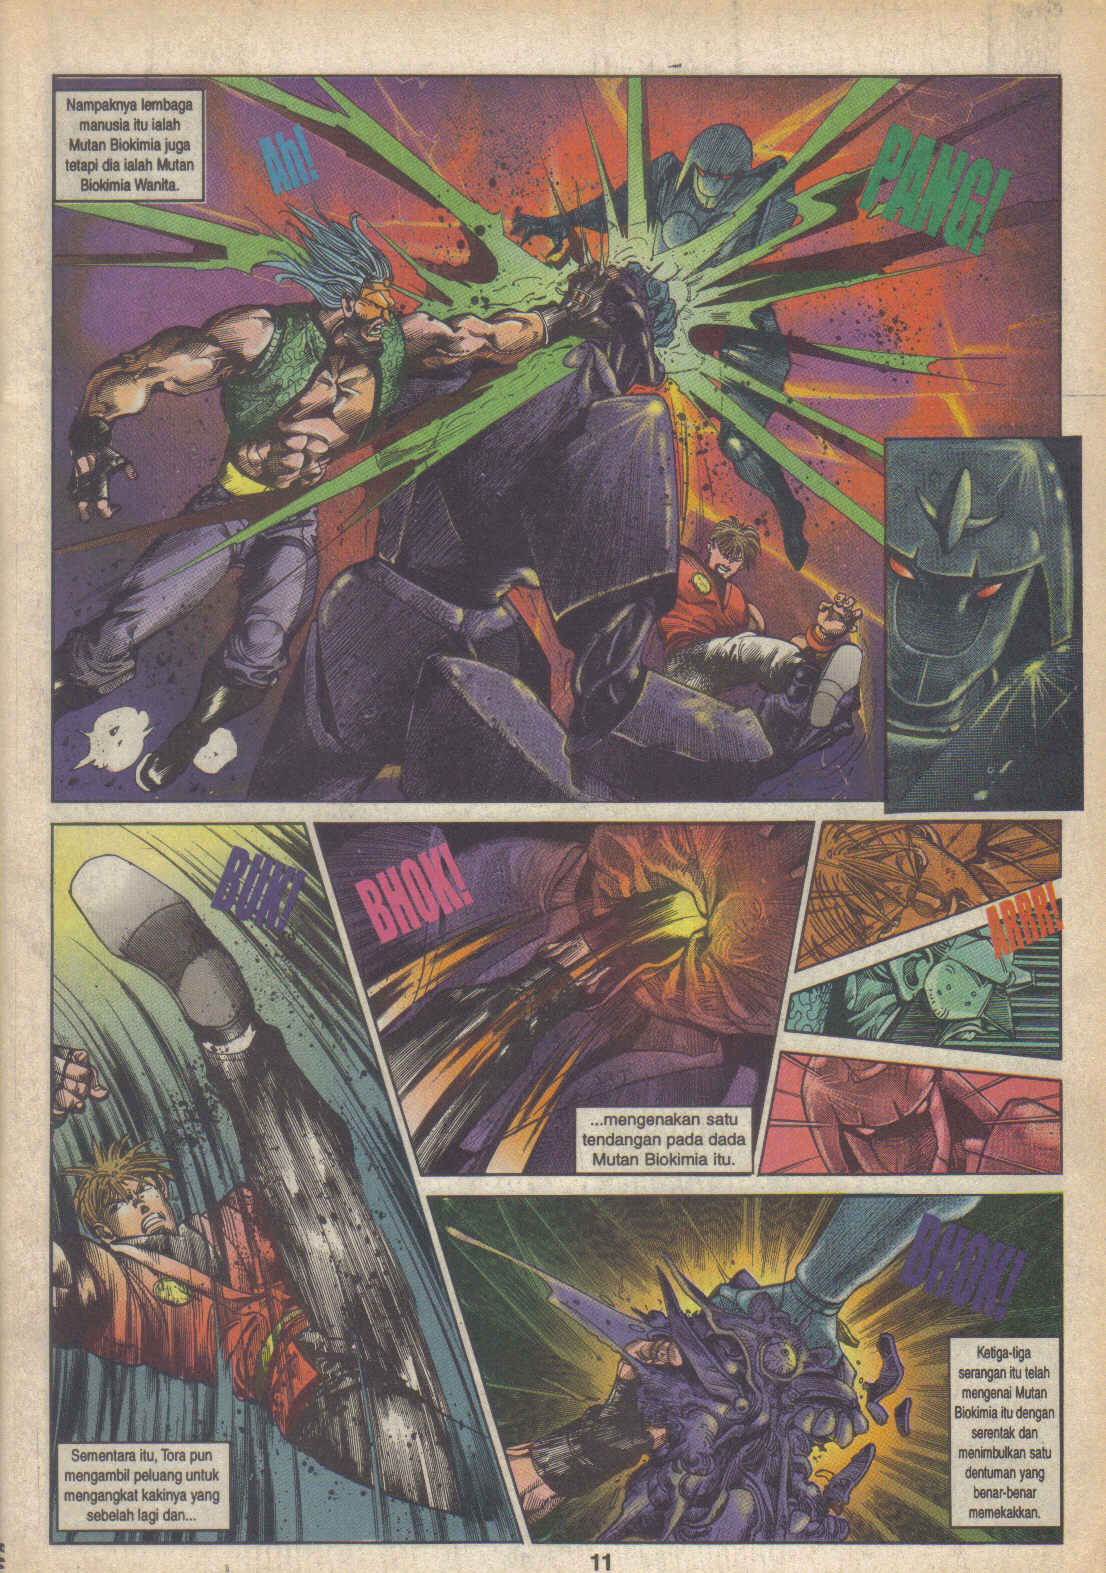 Nampaknya lembaga
manusia itu ialah
Mutan Biokimia juga
tetapi dia ialah Mutan
Biokimia Wanita.
Ah!
PANG!
BUK!
BHOK!
ARRR!
...mengenakan satu
tendangan pada dada
Mutan Biokimia itu.
Sementara itu, Tora pun
mengambil peluang untuk
mengangkat kakinya yang
sebelah lagi dan...
BHOK!
Ketiga-tiga
serangan itu telah
mengenai Mutan
Biokimia itu dengan
serentak dan
menimbulkan satu
dentuman yang
benar-benar
memekakkan.
11